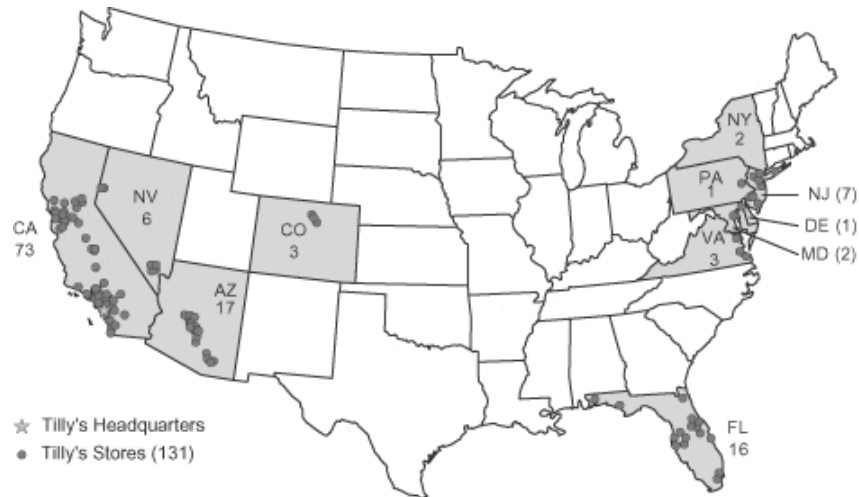 NY
2
PA
1
NJ (7)
DE (1)
MD (2)
VA
3
NV
6
CO
3
CA
73
AZ
17
FL
16
Tilly's Headquarters
Tilly's Stores (131)